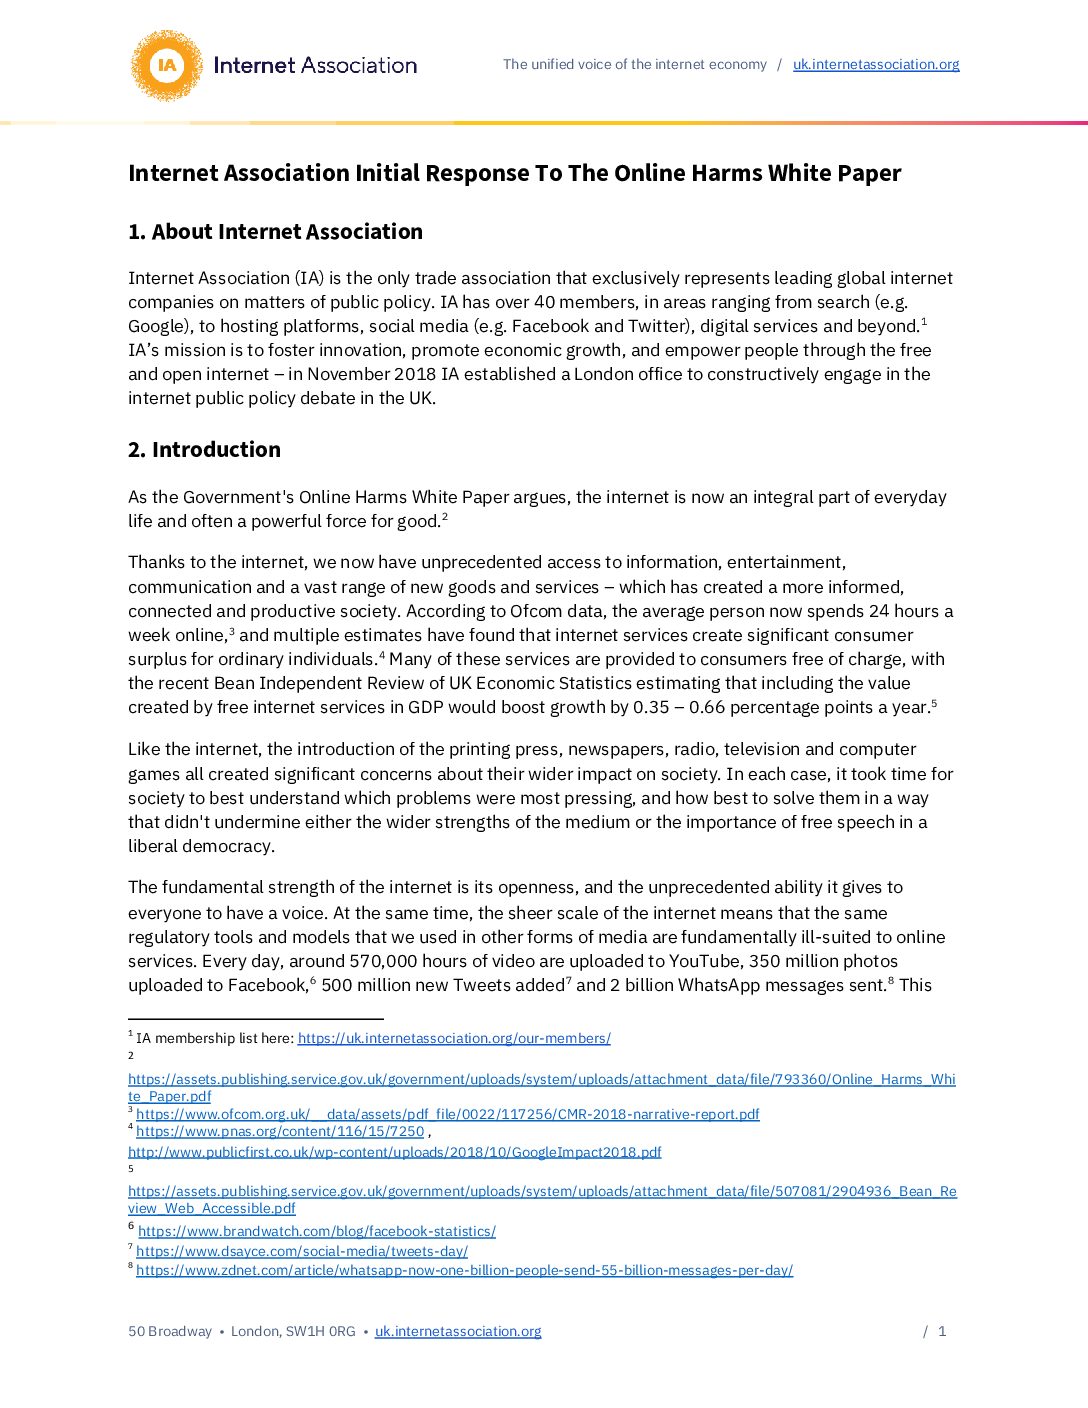 IA Internet Association
The unified voice of the internet economy / uk.internetassociation.org
Internet Association Initial Response To The Online Harms White Paper
1. About Internet Association
Internet Association (IA) is the only trade association that exclusively represents leading global internet
companies on matters of public policy. IA has over 40 members, in areas ranging from search (e.g.
Google), to hosting platforms, social media (e.g. Facebook and Twitter), digital services and beyond.1
IA’s mission is to foster innovation, promote economic growth, and empower people through the free
and open internet – in November 2018 IA established a London office to constructively engage in the
internet public policy debate in the UK.
2. Introduction
As the Government's Online Harms White Paper argues, the internet is now an integral part of everyday
life and often a powerful force for good.2
Thanks to the internet, we now have unprecedented access to information, entertainment,
communication and a vast range of new goods and services – which has created a more informed,
connected and productive society. According to Ofcom data, the average person now spends 24 hours a
week online,3 and multiple estimates have found that internet services create significant consumer
surplus for ordinary individuals.4 Many of these services are provided to consumers free of charge, with
the recent Bean Independent Review of UK Economic Statistics estimating that including the value
created by free internet services in GDP would boost growth by 0.35 – 0.66 percentage points a year.5
Like the internet, the introduction of the printing press, newspapers, radio, television and computer
games all created significant concerns about their wider impact on society. In each case, it took time for
society to best understand which problems were most pressing, and how best to solve them in a way
that didn't undermine either the wider strengths of the medium or the importance of free speech in a
liberal democracy.
The fundamental strength of the internet is its openness, and the unprecedented ability it gives to
everyone to have a voice. At the same time, the sheer scale of the internet means that the same
regulatory tools and models that we used in other forms of media are fundamentally ill-suited to online
services. Every day, around 570,000 hours of video are uploaded to YouTube, 350 million photos
uploaded to Facebook,6 500 million new Tweets added7 and 2 billion WhatsApp messages sent.8 This
1 IA membership list here: https://uk.internetassociation.org/our-members/
2
https://assets.publishing.service.gov.uk/government/uploads/system/uploads/attachment_data/file/793360/Online_Harms_Whi
te_Paper.pdf
3 https://www.ofcom.org.uk/__data/assets/pdf_file/0022/117256/CMR-2018-narrative-report.pdf
4 https://www.pnas.org/content/116/15/7250 ,
http://www.publicfirst.co.uk/wp-content/uploads/2018/10/GoogleImpact2018.pdf
5
https://assets.publishing.service.gov.uk/government/uploads/system/uploads/attachment_data/file/507081/2904936_Bean_Re
view_Web_Accessible.pdf
6 https://www.brandwatch.com/blog/facebook-statistics/
7 https://www.dsayce.com/social-media/tweets-day/
8 https://www.zdnet.com/article/whatsapp-now-one-billion-people-send-55-billion-messages-per-day/
50 Broadway • London, SW1H 0RG • uk.internetassociation.org / 1